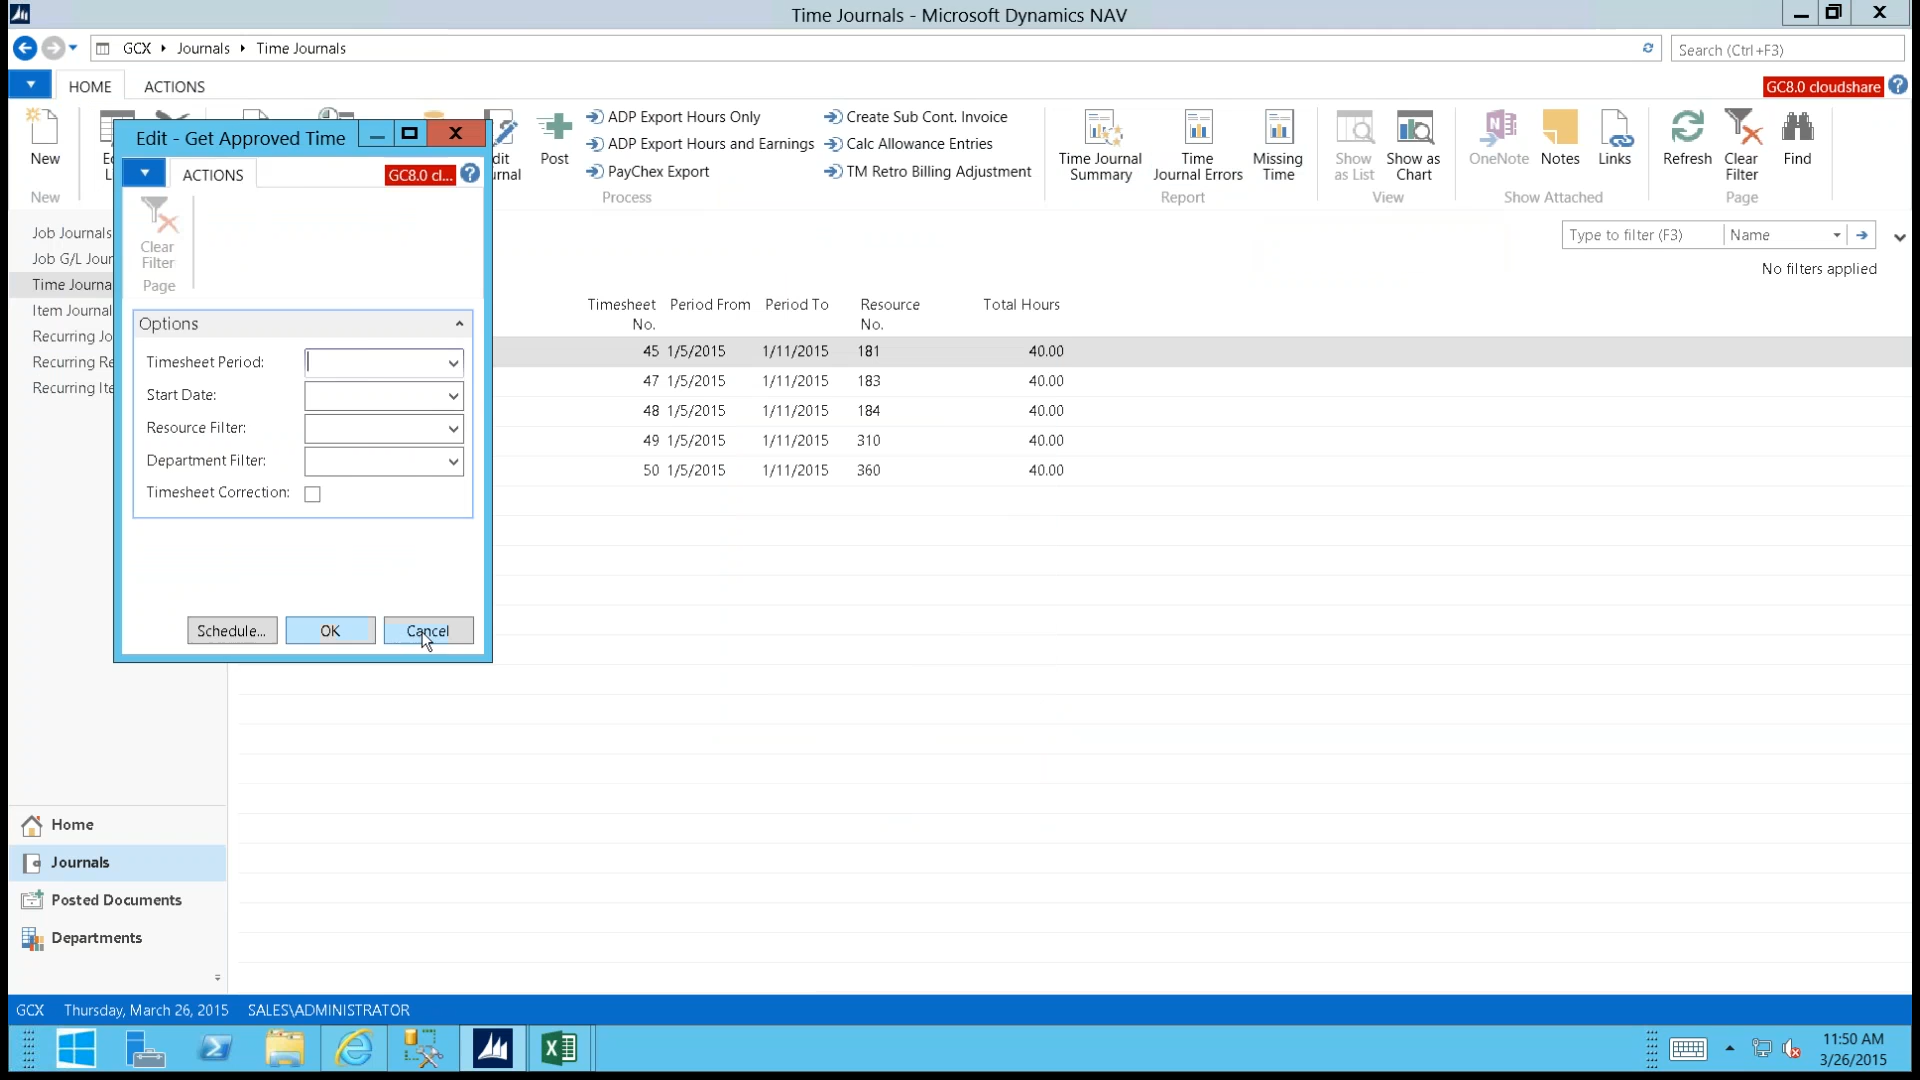 Time Journals - Microsoft Dynamics NAV
GCX Journals Time Journals
Search (Ctrl+F3)
HOME ACTIONS
GC8.0 cloudshare
New
Post
ADP Export Hours Only
ADP Export Hours and Earnings
PayChex Export
Create Sub Cont. Invoice
Calc Allowance Entries
TM Retro Billing Adjustment
Time Journal Summary
Time Journal Errors
Missing Time
Show as List
Show as Chart
OneNote
Notes
Links
Refresh
Clear Filter
Find
New
Process
Report
View
Show Attached
Page
Edit - Get Approved Time
ACTIONS
GC8.0 cl...
Clear Filter
Page
Options
Timesheet Period:
Start Date:
Resource Filter:
Department Filter:
Timesheet Correction:
Schedule...
OK
Cancel
Job Journals
Job G/L Jour
Time Journa
Item Journal
Recurring Jo
Recurring Re
Recurring Ite
Type to filter (F3)
Name
No filters applied
Timesheet No. Period From Period To Resource No. Total Hours
45 1/5/2015 1/11/2015 181 40.00
47 1/5/2015 1/11/2015 183 40.00
48 1/5/2015 1/11/2015 184 40.00
49 1/5/2015 1/11/2015 310 40.00
50 1/5/2015 1/11/2015 360 40.00
Home
Journals
Posted Documents
Departments
GCX Thursday, March 26, 2015 SALES\ADMINISTRATOR
11:50 AM
3/26/2015